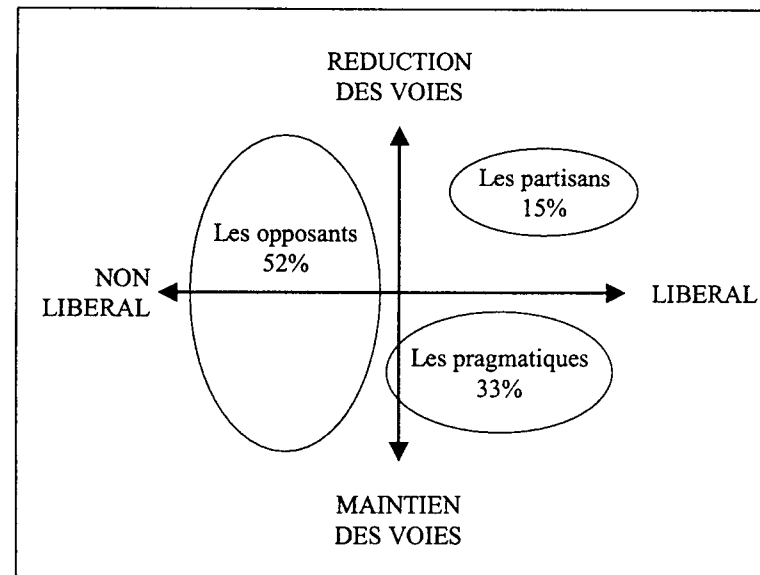 REDUCTION
DES VOIES
Les partisans
15%
Les opposants
52%
NON
LIBERAL
LIBERAL
Les pragmatiques
33%
MAINTIEN
DES VOIES